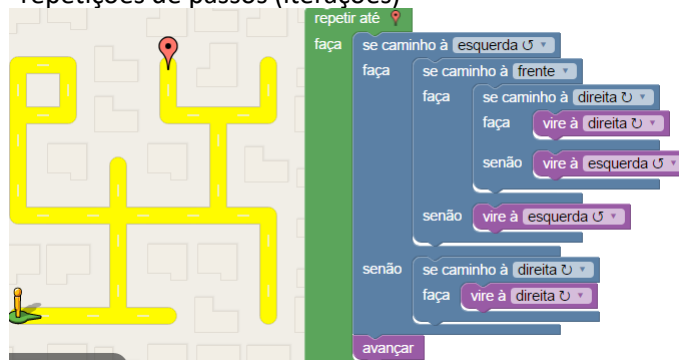 repetições de passos (iterações)
repetir até
faça se caminho à esquerda ↺ ▾
faça se caminho à frente ▾
faça se caminho à direita ↻ ▾
faça vire à direita ↻ ▾
senão vire à esquerda ↺ ▾
senão vire à esquerda ↺ ▾
senão se caminho à direita ↻ ▾
faça vire à direita ↻ ▾
avançar